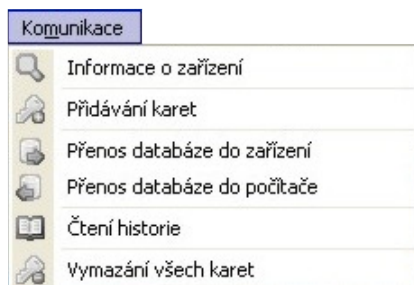 Komunikace
Informace o zařízení
Přidávání karet
Přenos databáze do zařízení
Přenos databáze do počítače
Čtení historie
Vymazání všech karet